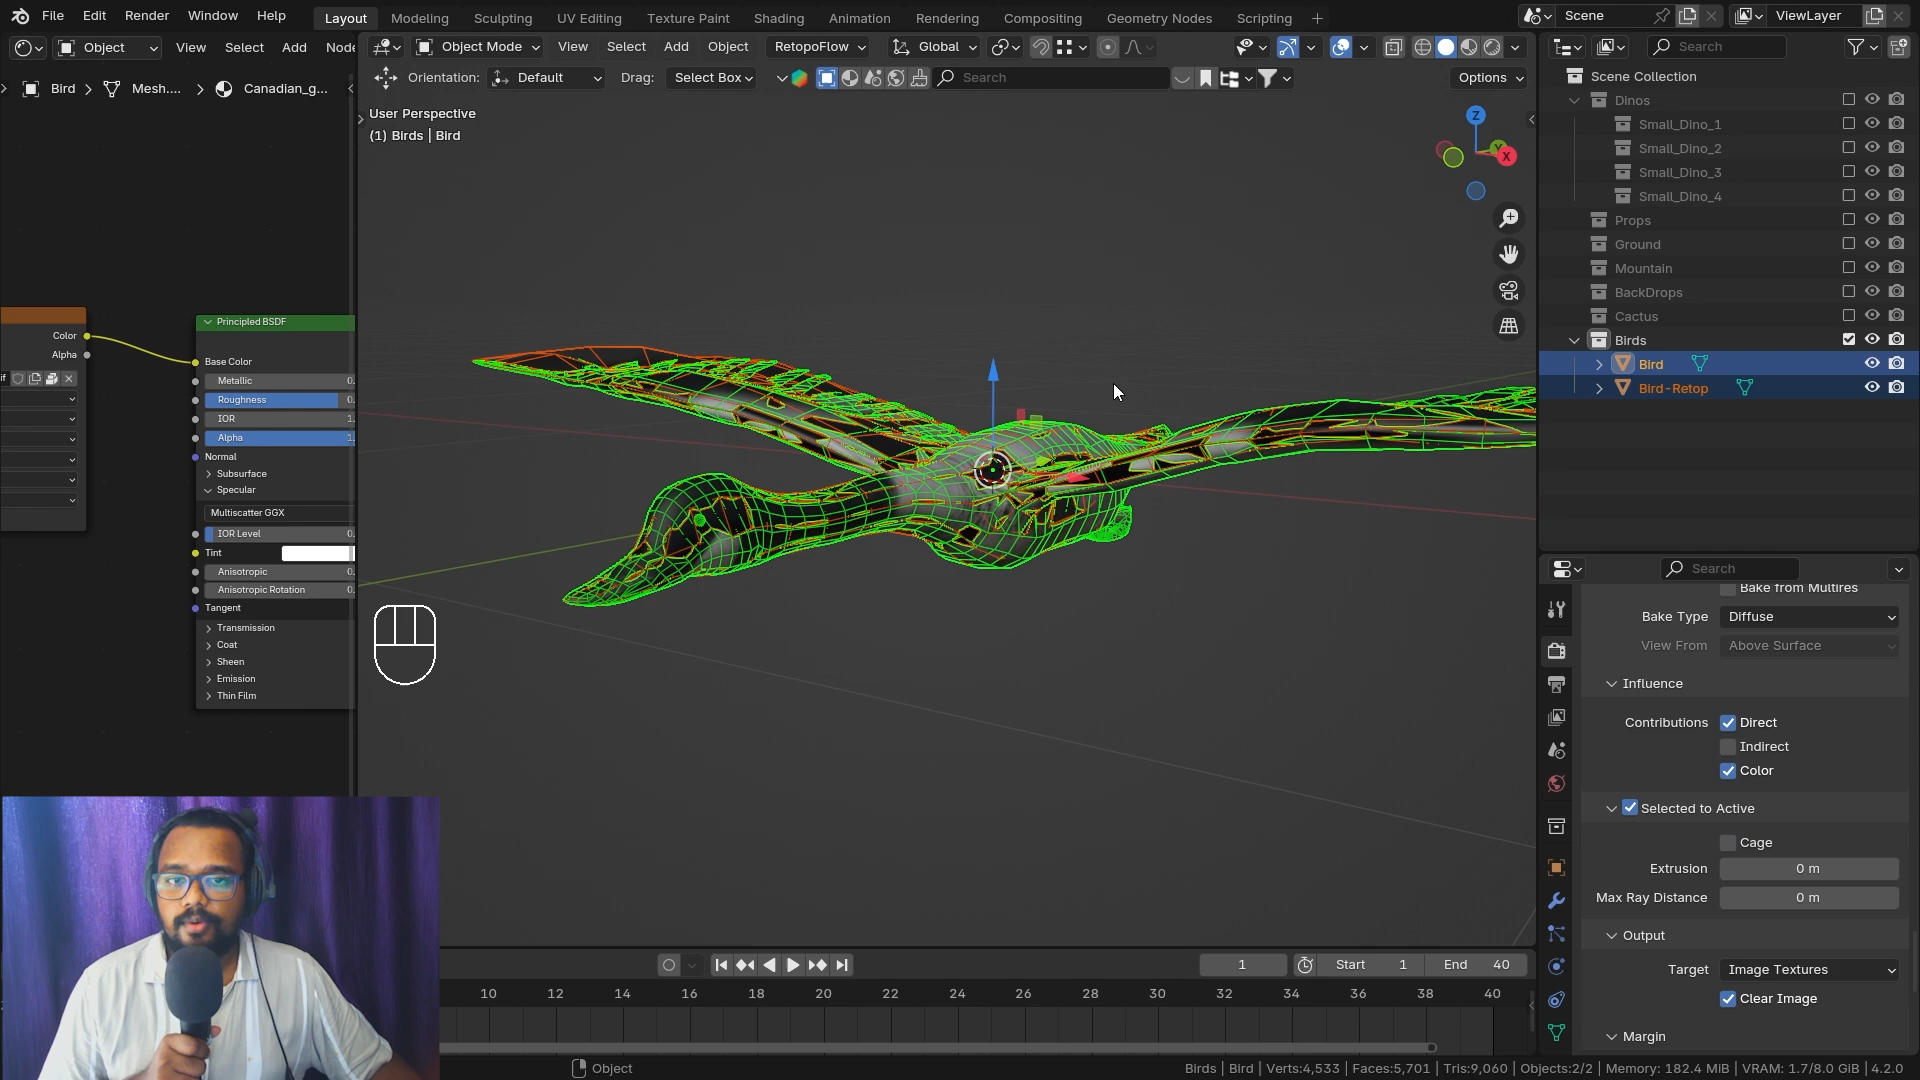 File Edit Render Window Help
Layout Modeling Sculpting UV Editing Texture Paint Shading Animation Rendering Compositing Geometry Nodes Scripting
Scene
ViewLayer
Object View Select Add Node
Object Mode View Select Add Object RetopoFlow Global
Search
Orientation: Default Drag: Select Box
Search
Options
Bird Mesh.... Canadian_g...
User Perspective
(1) Birds | Bird
Z
Y
X
Scene Collection
Dinos
Small_Dino_1
Small_Dino_2
Small_Dino_3
Small_Dino_4
Props
Ground
Mountain
BackDrops
Cactus
Birds
Bird
Bird-Retop
Color
Alpha
Principled BSDF
Base Color
Metallic 0.
Roughness 0.
IOR 1.
Alpha 1.
Normal
Subsurface
Specular
Multiscatter GGX
IOR Level 0.
Tint
Anisotropic 0.
Anisotropic Rotation 0.
Tangent
Transmission
Coat
Sheen
Emission
Thin Film
Search
Bake from Multires
Bake Type Diffuse
View From Above Surface
Influence
Contributions Direct
Indirect
Color
Selected to Active
Cage
Extrusion 0 m
Max Ray Distance 0 m
Output
Target Image Textures
Clear Image
Margin
1 Start 1 End 40
10 12 14 16 18 20 22 24 26 28 30 32 34 36 38 40
Object
Birds | Bird | Verts:4,533 | Faces:5,701 | Tris:9,060 | Objects:2/2 | Memory: 182.4 MiB | VRAM: 1.7/8.0 GiB | 4.2.0